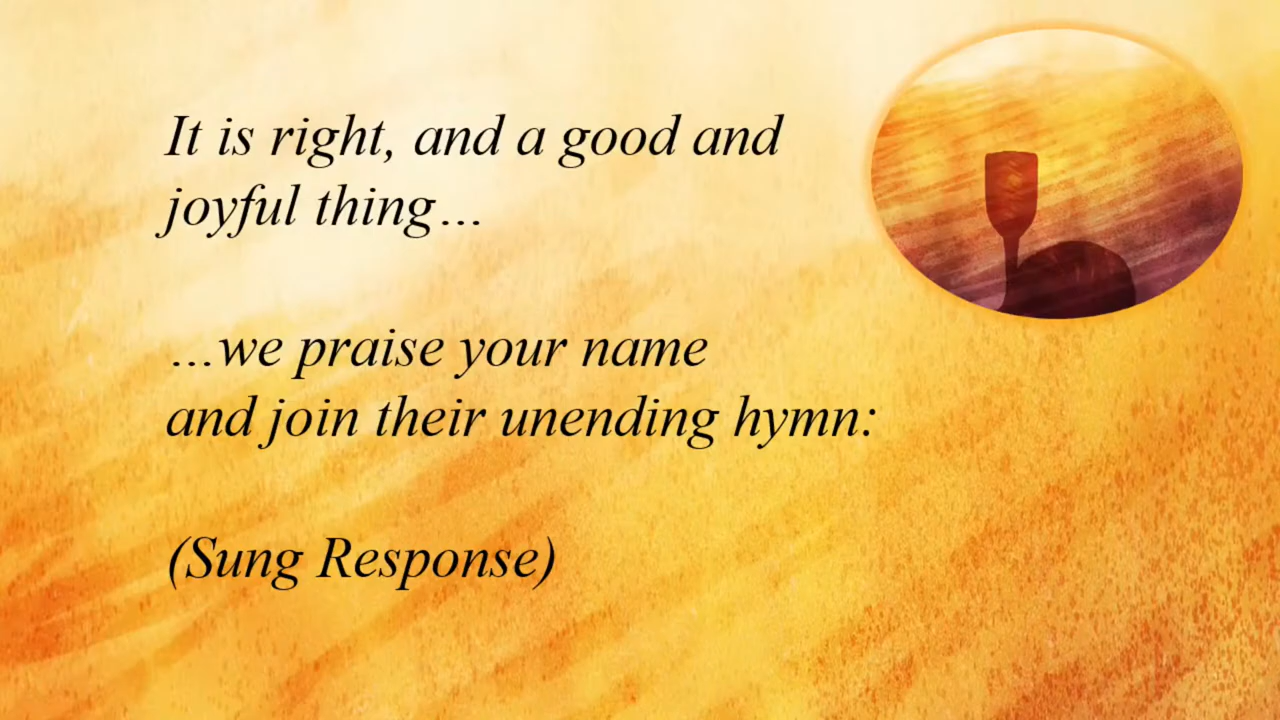 It is right, and a good and
joyful thing…
…we praise your name
and join their unending hymn:
(Sung Response)